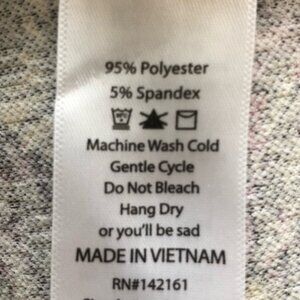 95% Polyester
5% Spandex
Machine Wash Cold
Gentle Cycle
Do Not Bleach
Hang Dry
or you'll be sad
MADE IN VIETNAM
RN#142161